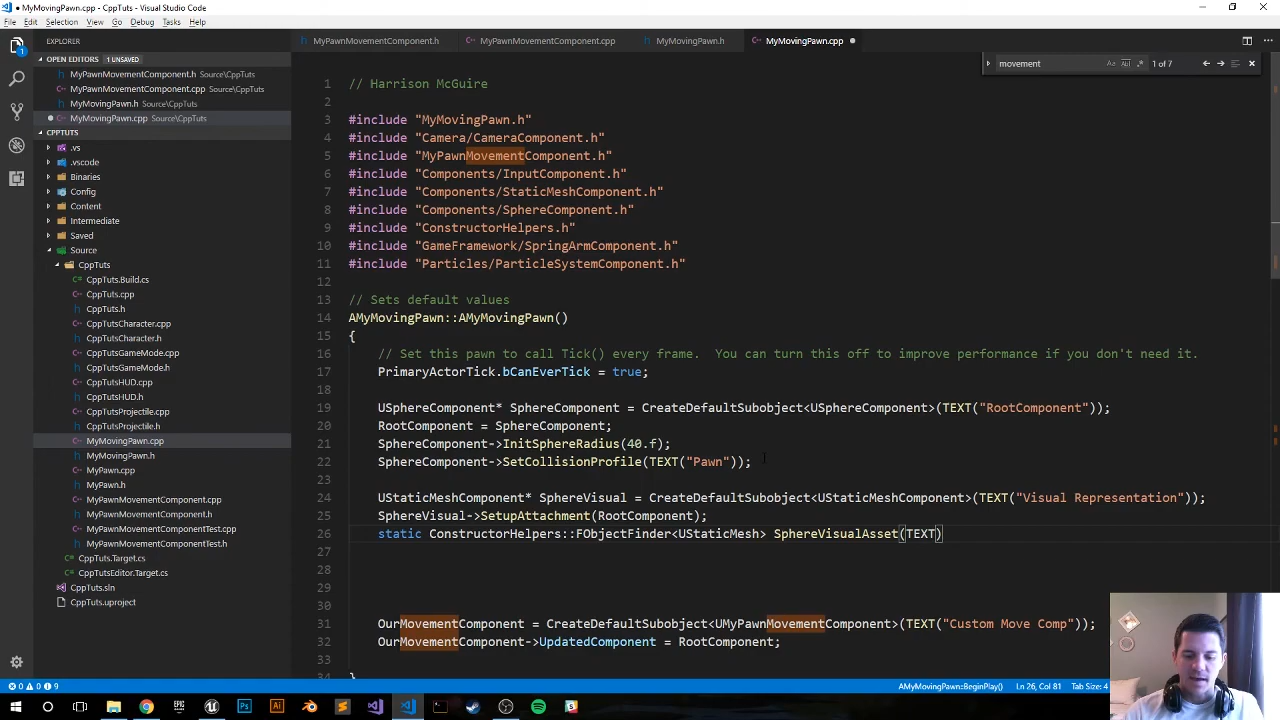 MyMovingPawn.cpp - CppTuts - Visual Studio Code
File Edit Selection View Go Debug Tasks Help
EXPLORER
MyPawnMovementComponent.h MyPawnMovementComponent.cpp MyMovingPawn.h MyMovingPawn.cpp
OPEN EDITORS 1 UNSAVED
MyPawnMovementComponent.h Source\CppTuts
MyPawnMovementComponent.cpp Source\CppTuts
MyMovingPawn.h Source\CppTuts
MyMovingPawn.cpp Source\CppTuts
CPPTUTS
.vs
.vscode
Binaries
Config
Content
Intermediate
Saved
Source
CppTuts
CppTuts.Build.cs
CppTuts.cpp
CppTuts.h
CppTutsCharacter.cpp
CppTutsCharacter.h
CppTutsGameMode.cpp
CppTutsGameMode.h
CppTutsHUD.cpp
CppTutsHUD.h
CppTutsProjectile.cpp
CppTutsProjectile.h
MyMovingPawn.cpp
MyMovingPawn.h
MyPawn.cpp
MyPawn.h
MyPawnMovementComponent.cpp
MyPawnMovementComponent.h
MyPawnMovementComponentTest.cpp
MyPawnMovementComponentTest.h
CppTuts.Target.cs
CppTutsEditor.Target.cs
CppTuts.sln
CppTuts.uproject
movement Aa Ab| .* 1 of 7
1 // Harrison McGuire
2
3 #include "MyMovingPawn.h"
4 #include "Camera/CameraComponent.h"
5 #include "MyPawnMovementComponent.h"
6 #include "Components/InputComponent.h"
7 #include "Components/StaticMeshComponent.h"
8 #include "Components/SphereComponent.h"
9 #include "ConstructorHelpers.h"
10 #include "GameFramework/SpringArmComponent.h"
11 #include "Particles/ParticleSystemComponent.h"
12
13 // Sets default values
14 AMyMovingPawn::AMyMovingPawn()
15 {
16 // Set this pawn to call Tick() every frame.  You can turn this off to improve performance if you don't need it.
17 PrimaryActorTick.bCanEverTick = true;
18
19 USphereComponent* SphereComponent = CreateDefaultSubobject<USphereComponent>(TEXT("RootComponent"));
20 RootComponent = SphereComponent;
21 SphereComponent->InitSphereRadius(40.f);
22 SphereComponent->SetCollisionProfile(TEXT("Pawn"));
23
24 UStaticMeshComponent* SphereVisual = CreateDefaultSubobject<UStaticMeshComponent>(TEXT("Visual Representation"));
25 SphereVisual->SetupAttachment(RootComponent);
26 static ConstructorHelpers::FObjectFinder<UStaticMesh> SphereVisualAsset(TEXT)
27
28
29
30
31 OurMovementComponent = CreateDefaultSubobject<UMyPawnMovementComponent>(TEXT("Custom Move Comp"));
32 OurMovementComponent->UpdatedComponent = RootComponent;
33
34 }
0 0 9 AMyMovingPawn::BeginPlay() Ln 26, Col 81 Tab Size: 4